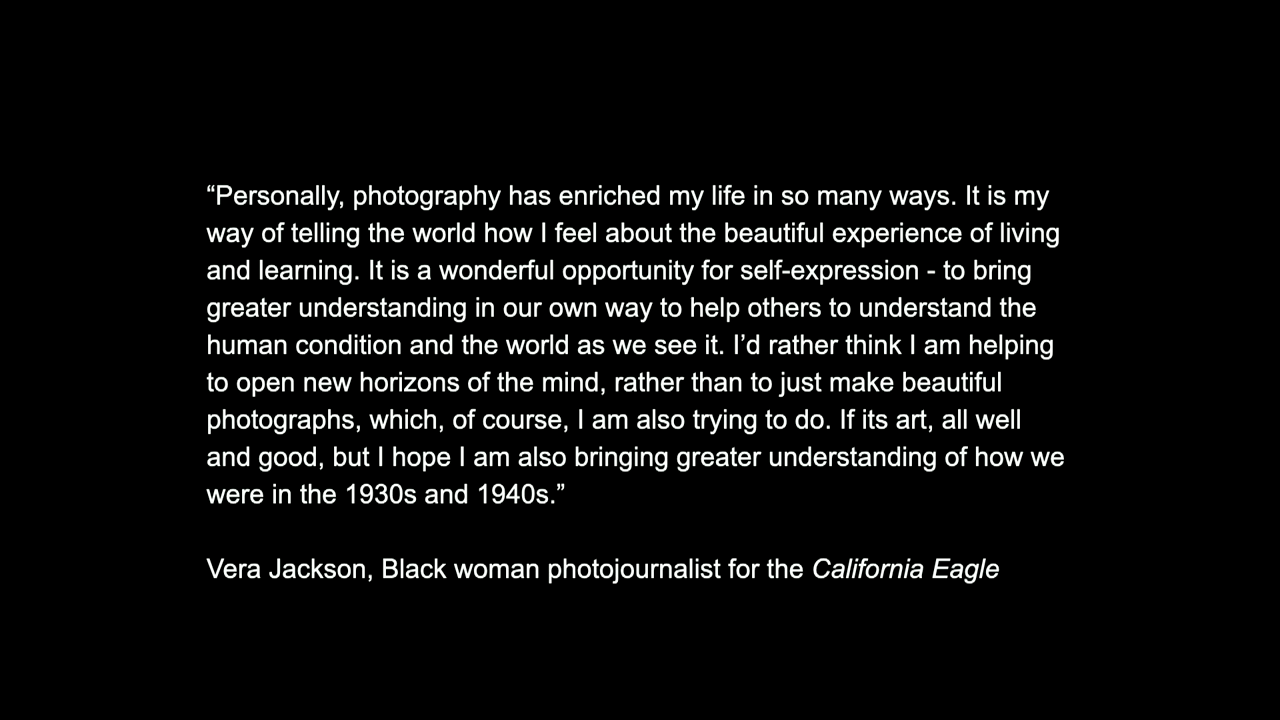 “Personally, photography has enriched my life in so many ways. It is my
way of telling the world how I feel about the beautiful experience of living
and learning. It is a wonderful opportunity for self-expression - to bring
greater understanding in our own way to help others to understand the
human condition and the world as we see it. I’d rather think I am helping
to open new horizons of the mind, rather than to just make beautiful
photographs, which, of course, I am also trying to do. If its art, all well
and good, but I hope I am also bringing greater understanding of how we
were in the 1930s and 1940s.”
Vera Jackson, Black woman photojournalist for the California Eagle